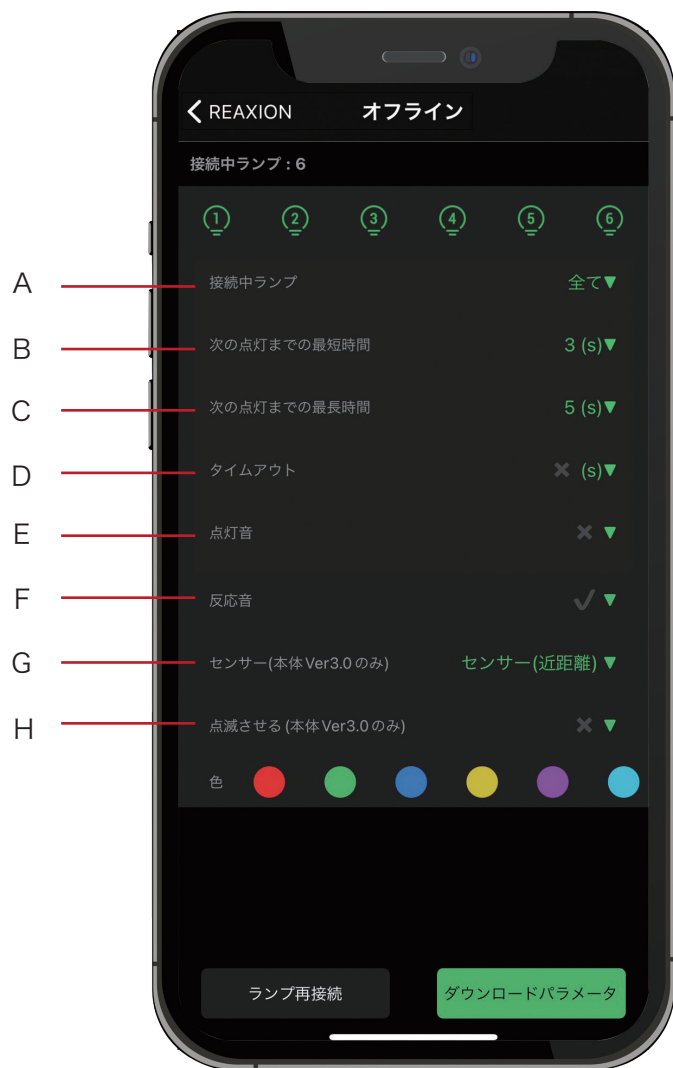 REAXION オフライン
接続中ランプ : 6
1 2 3 4 5 6
A 接続中ランプ 全て▼
B 次の点灯までの最短時間 3 (s)▼
C 次の点灯までの最長時間 5 (s)▼
D タイムアウト ✖ (s)▼
E 点灯音 ✖ ▼
F 反応音 ✓ ▼
G センサー(本体Ver3.0のみ) センサー(近距離) ▼
H 点滅させる(本体Ver3.0のみ) ✖ ▼
色
ランプ再接続 ダウンロードパラメータ